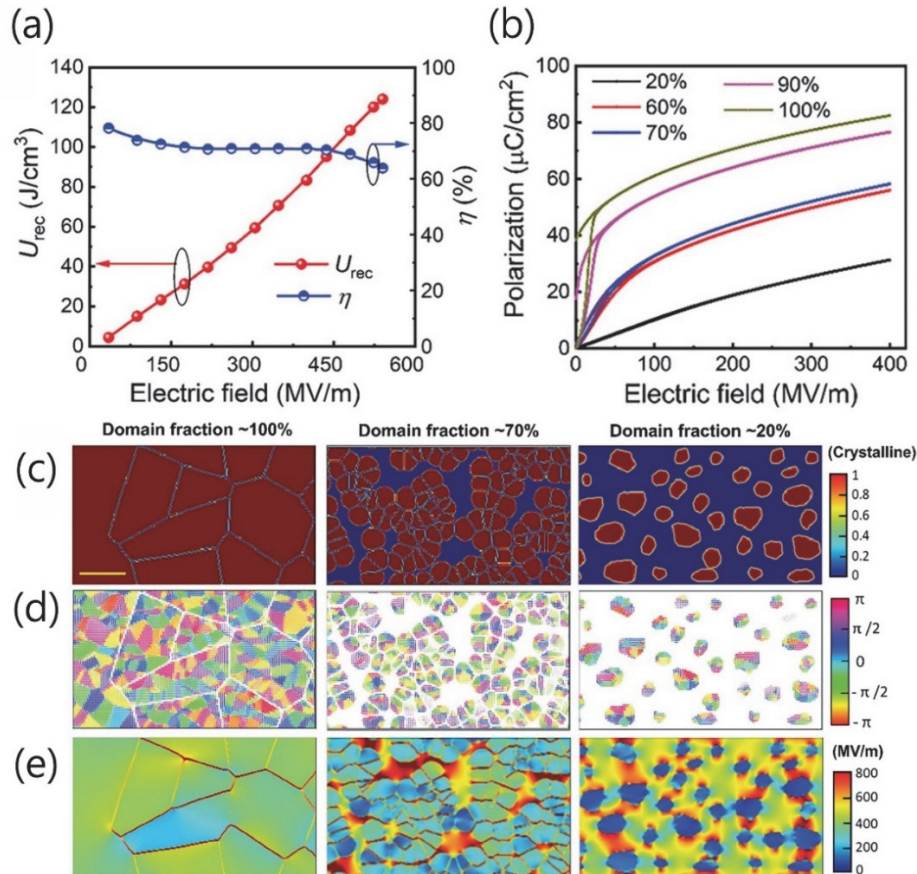 (a)
140
120
100
80
60
40
20
0
U_rec (J/cm³)
100
80
60
40
20
0
η (%)
U_rec
η
0 150 300 450 600
Electric field (MV/m)
(b)
100
80
60
40
20
0
Polarization (μC/cm²)
20%
60%
70%
90%
100%
0 100 200 300 400
Electric field (MV/m)
Domain fraction ~100% Domain fraction ~70% Domain fraction ~20%
(c)
(Crystalline)
1
0.8
0.6
0.4
0.2
0
(d)
π
π /2
0
- π /2
- π
(e)
(MV/m)
800
600
400
200
0